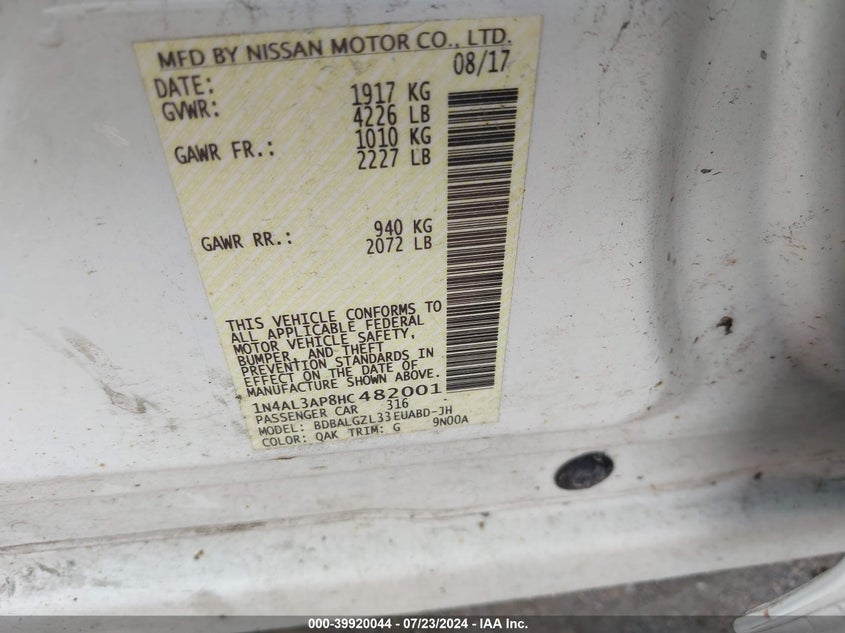 MFD BY NISSAN MOTOR CO., LTD.
DATE: 08/17
GVWR: 1917 KG
4226 LB
GAWR FR.: 1010 KG
2227 LB
GAWR RR.: 940 KG
2072 LB
THIS VEHICLE CONFORMS TO
ALL APPLICABLE FEDERAL
MOTOR VEHICLE SAFETY,
BUMPER, AND THEFT
PREVENTION STANDARDS IN
EFFECT ON THE DATE OF
MANUFACTURE SHOWN ABOVE.
1N4AL3AP8HC482001
PASSENGER CAR 316
MODEL: BDBALGZL33EUABD-JH
COLOR: QAK TRIM: G 9N00A
000-39920044 - 07/23/2024 - IAA Inc.